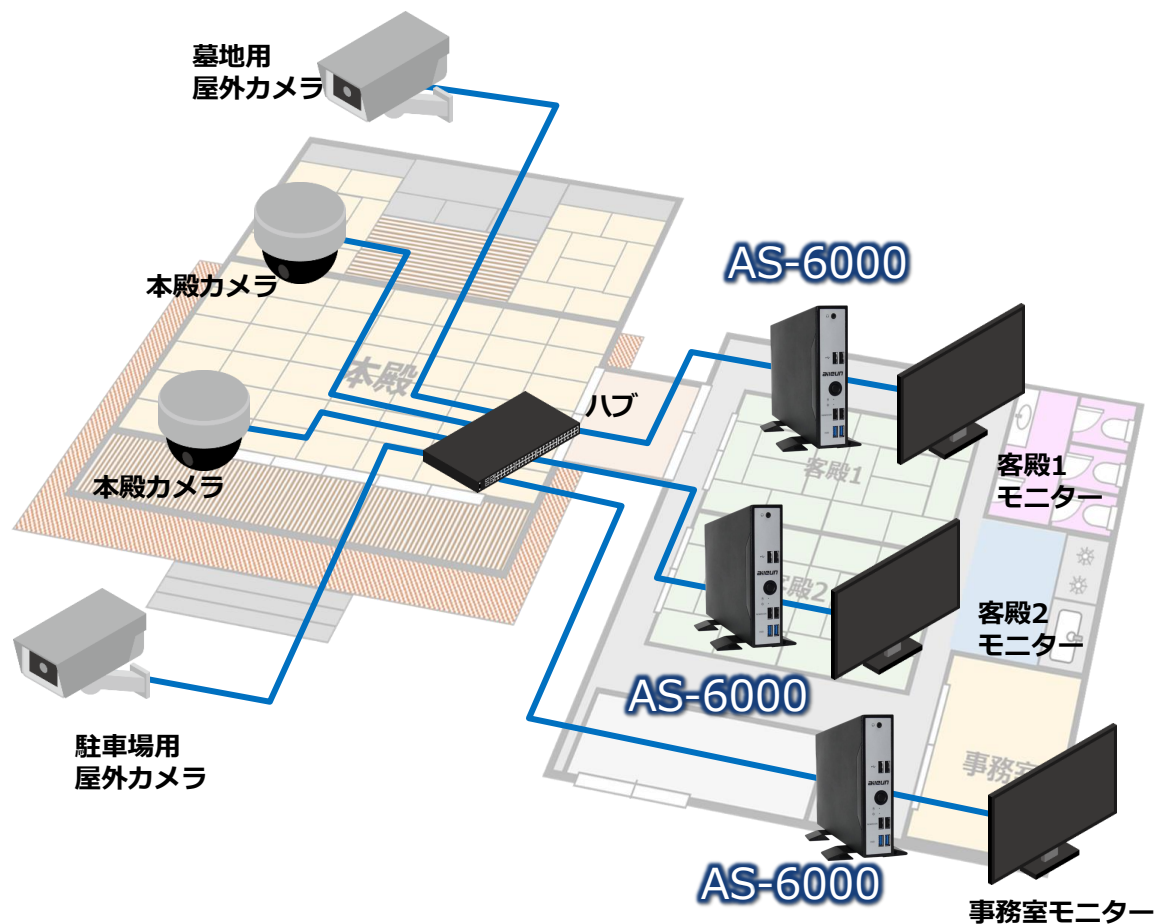 墓地用
屋外カメラ
本殿カメラ
AS-6000
本殿
ハブ
本殿カメラ
客殿1
客殿1
モニター
客殿2
客殿2
モニター
AS-6000
駐車場用
屋外カメラ
事務室
AS-6000
事務室モニター